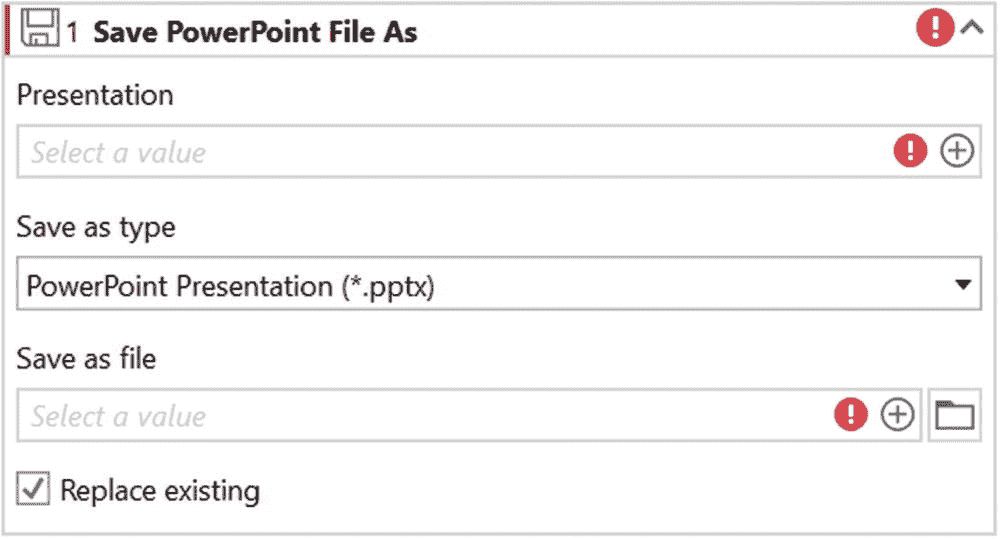 1 Save PowerPoint File As
Presentation
Select a value
Save as type
PowerPoint Presentation (*.pptx)
Save as file
Select a value
Replace existing